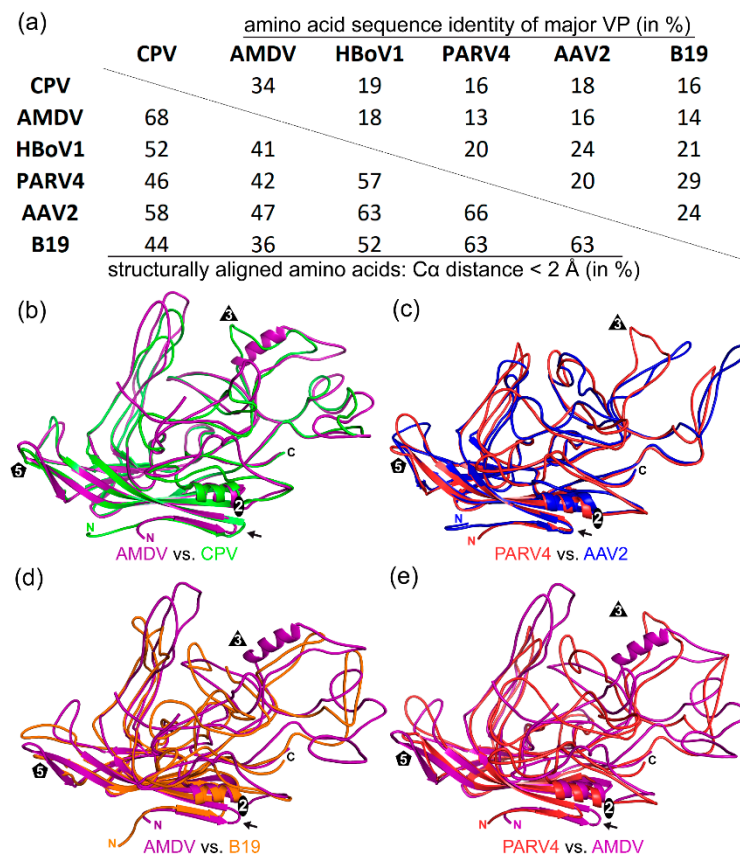 (a)
amino acid sequence identity of major VP (in %)
CPV AMDV HBoV1 PARV4 AAV2 B19
CPV 34 19 16 18 16
AMDV 68 18 13 16 14
HBoV1 52 41 20 24 21
PARV4 46 42 57 20 29
AAV2 58 47 63 66 24
B19 44 36 52 63 63
structurally aligned amino acids: Cα distance < 2 Å (in %)
(b) (c)
3 3
C C
5 5
2 2
N N N
AMDV vs. CPV PARV4 vs. AAV2
(d) (e)
3 3
C C
5 5
2 2
N N N N
AMDV vs. B19 PARV4 vs. AMDV